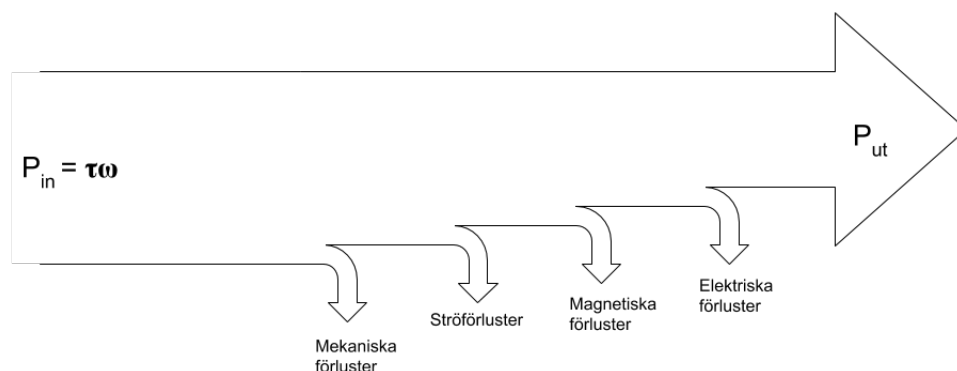 P_in = τω
P_ut
Mekaniska
förluster
Ströförluster
Magnetiska
förluster
Elektriska
förluster